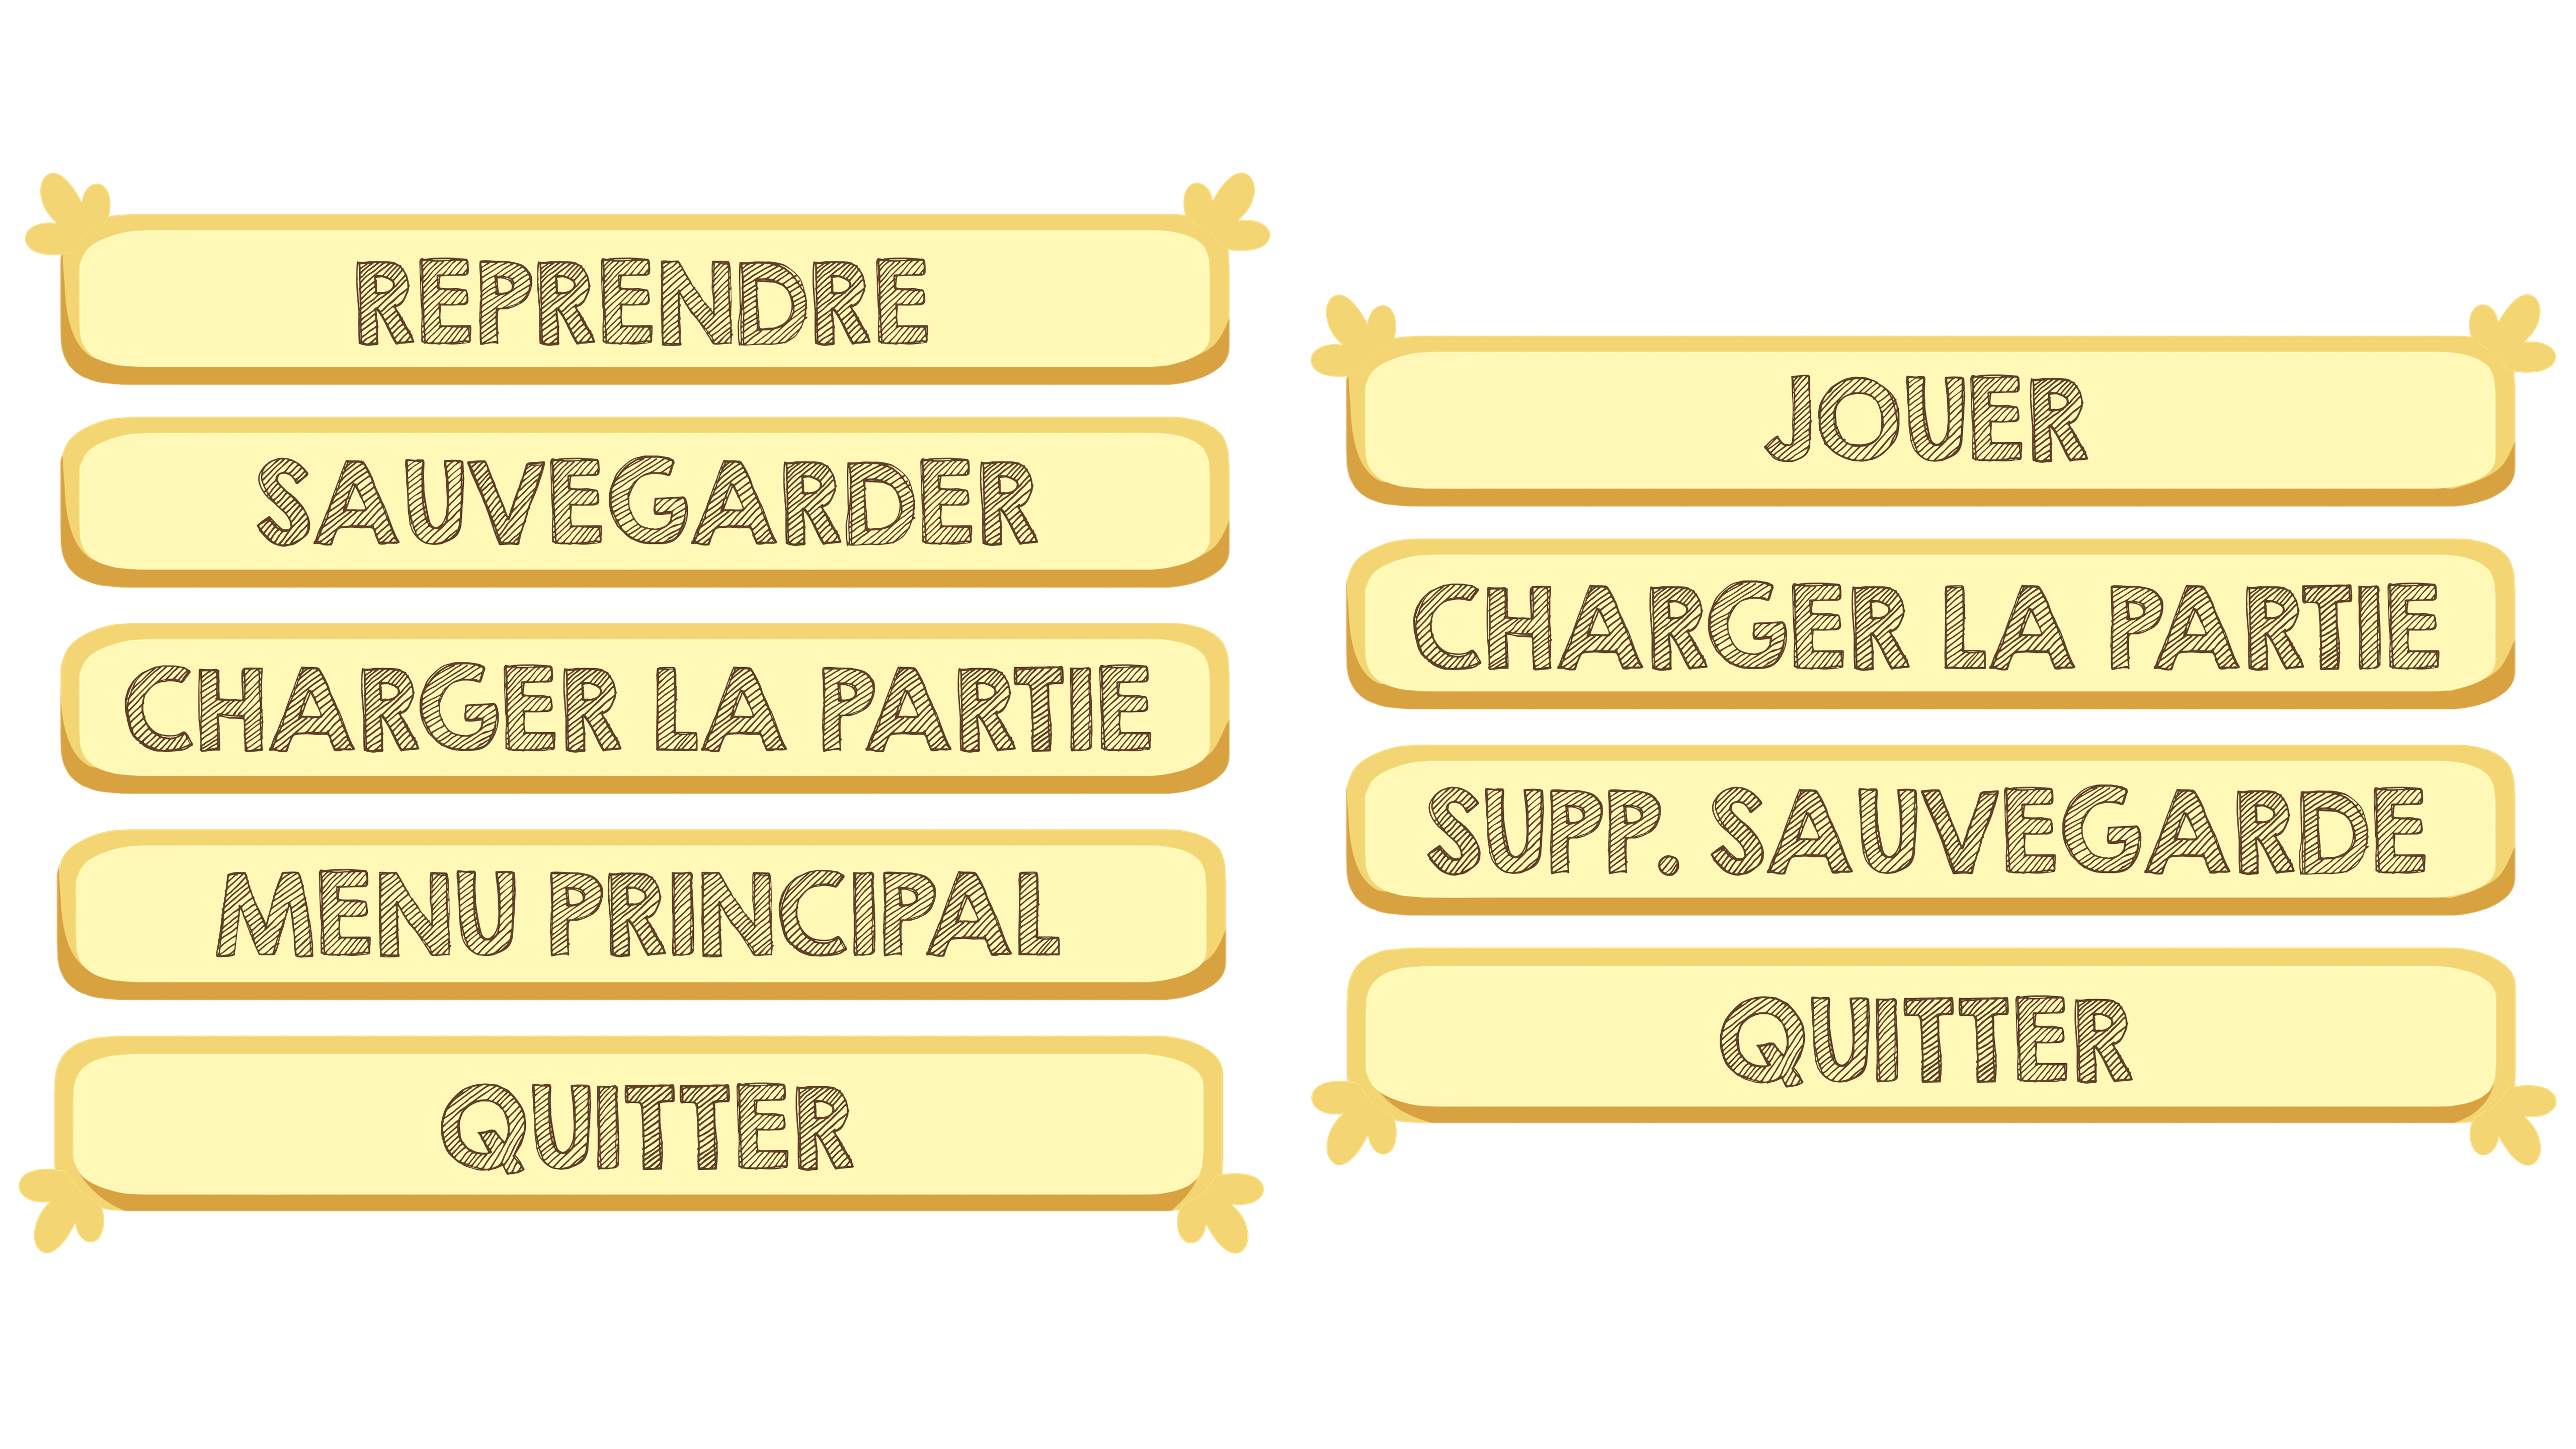 REPRENDRE
SAUVEGARDER
CHARGER LA PARTIE
MENU PRINCIPAL
QUITTER
JOUER
CHARGER LA PARTIE
SUPP. SAUVEGARDE
QUITTER